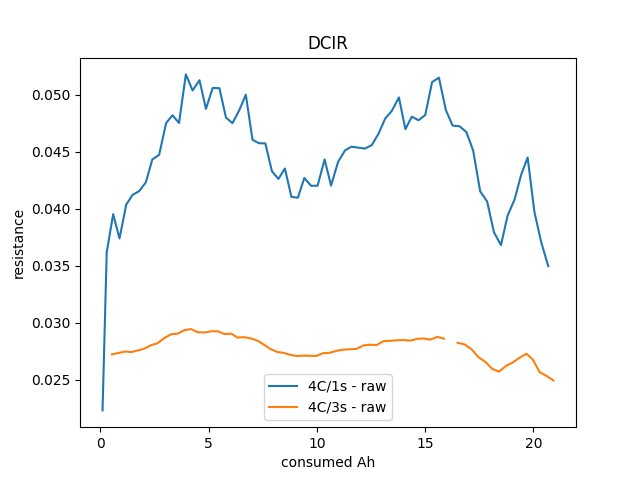 DCIR
0.050
0.045
0.040
0.035
0.030
0.025
resistance
4C/1s - raw
4C/3s - raw
0 5 10 15 20
consumed Ah